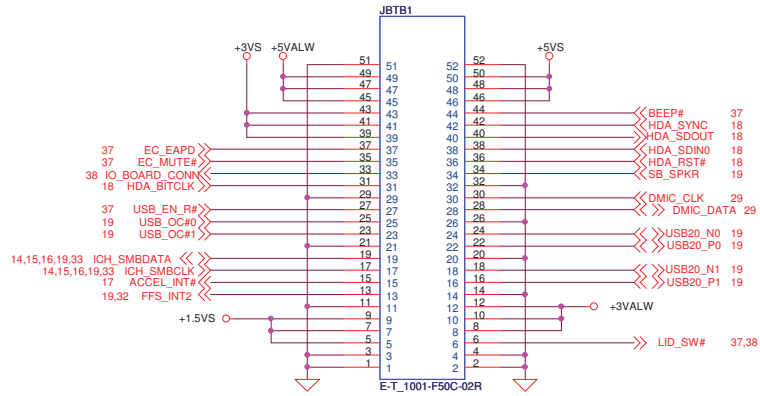 JBTB1
+3VS +5VALW +5VS
51 51 52 52
49 49 50 50
47 47 48 48
45 45 46 46
43 43 44 44 BEEP# 37
41 41 42 42 HDA_SYNC 18
39 39 40 40 HDA_SDOUT 18
37 EC_EAPD 37 37 38 38 HDA_SDIN0 18
37 EC_MUTE# 35 35 36 36 HDA_RST# 18
38 IO_BOARD_CONN 33 33 34 34 SB_SPKR 19
18 HDA_BITCLK 31 31 32 32
29 29 30 30 DMIC_CLK 29
37 USB_EN_R# 27 27 28 28 DMIC_DATA 29
19 USB_OC#0 25 25 26 26
19 USB_OC#1 23 23 24 24 USB20_N0 19
21 21 22 22 USB20_P0 19
14,15,16,19,33 ICH_SMBDATA 19 19 20 20
14,15,16,19,33 ICH_SMBCLK 17 17 18 18 USB20_N1 19
17 ACCEL_INT# 15 15 16 16 USB20_P1 19
19,32 FFS_INT2 13 13 14 14
11 11 12 12 +3VALW
+1.5VS 9 9 10 10
7 7 8 8
5 5 6 6 LID_SW# 37,38
3 3 4 4
1 1 2 2
E-T_1001-F50C-02R